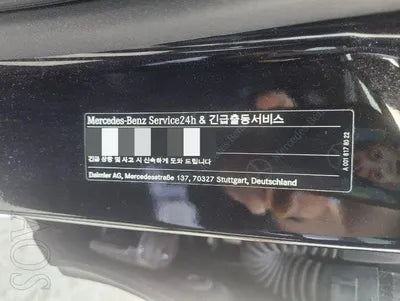 Mercedes-Benz Service24h & 긴급출동서비스
긴급 상황 및 사고 시 신속하게 도와 드립니다
Daimler AG, Mercedesstraße 137, 70327 Stuttgart, Deutschland
A 001 817 80 22